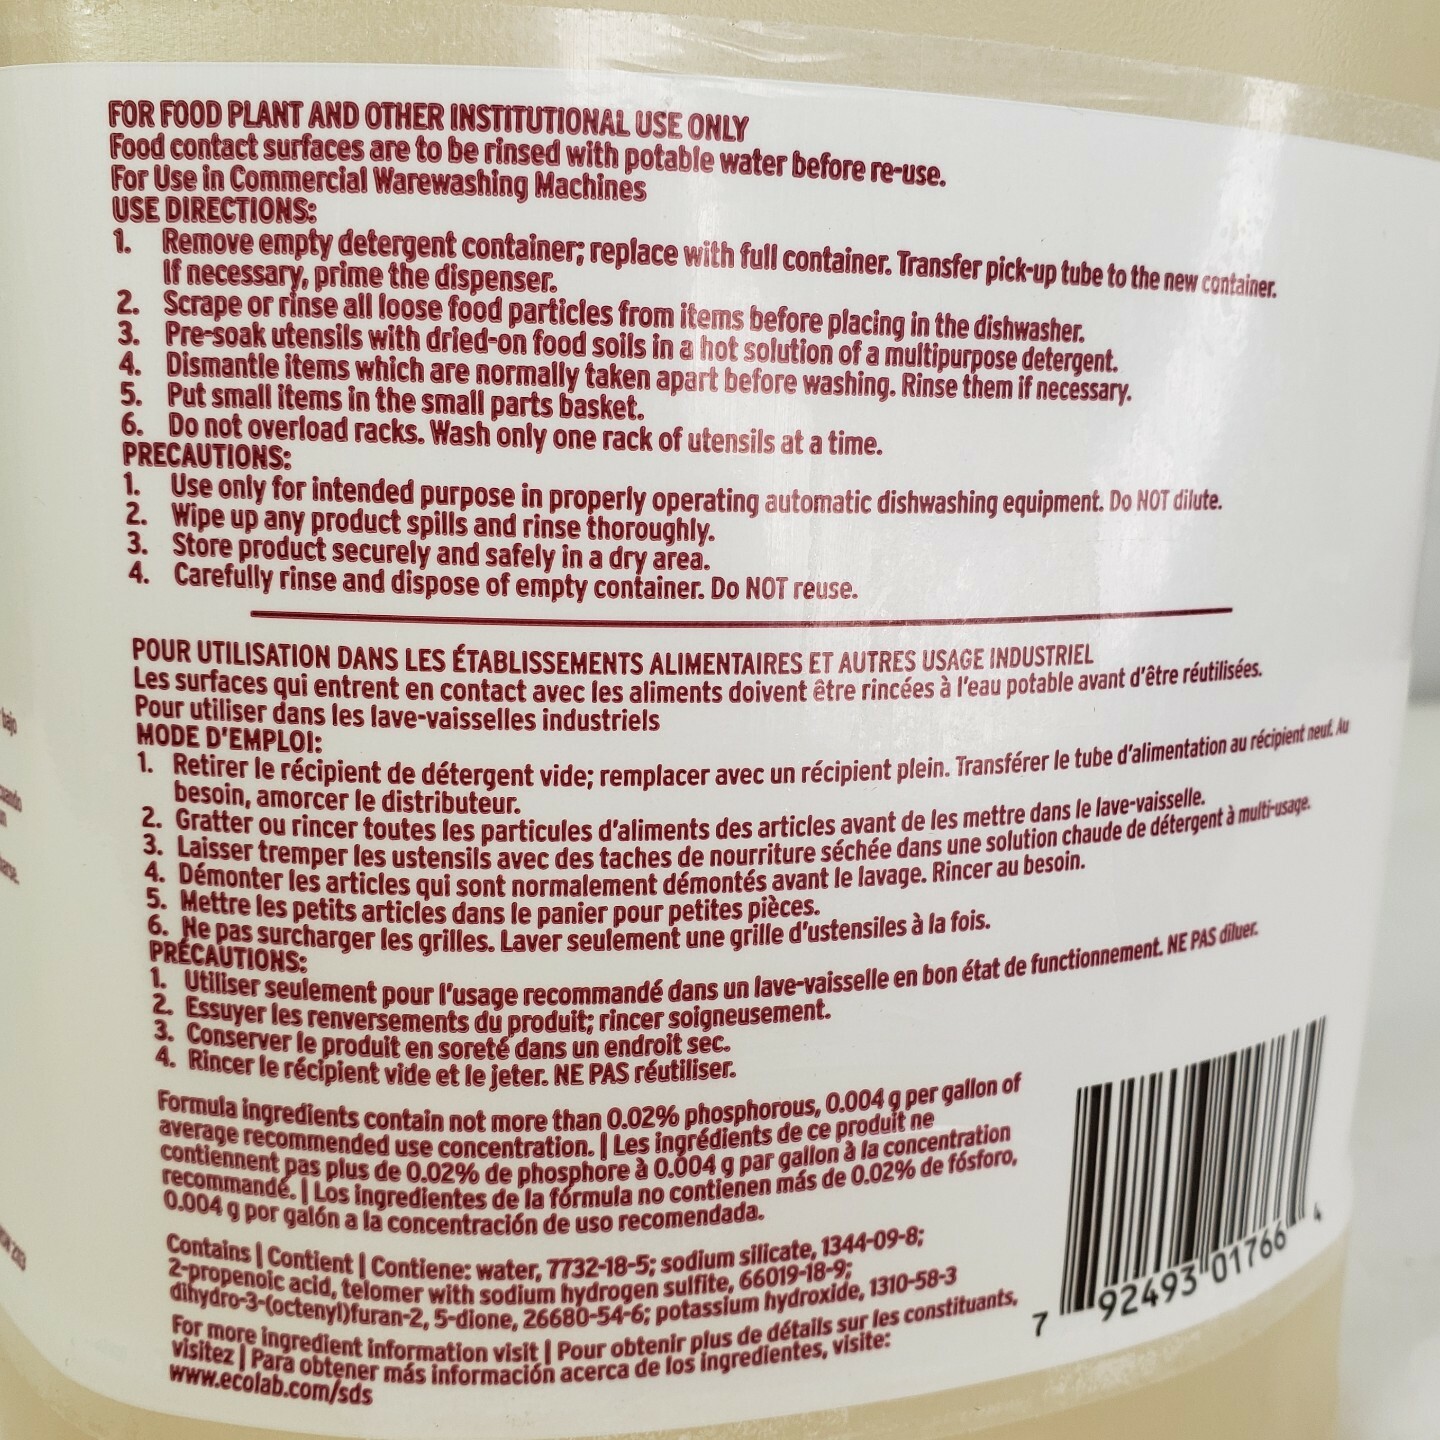 FOR FOOD PLANT AND OTHER INSTITUTIONAL USE ONLY
Food contact surfaces are to be rinsed with potable water before re-use.
For Use in Commercial Warewashing Machines
USE DIRECTIONS:
1. Remove empty detergent container; replace with full container. Transfer pick-up tube to the new container.
If necessary, prime the dispenser.
2. Scrape or rinse all loose food particles from items before placing in the dishwasher.
3. Pre-soak utensils with dried-on food soils in a hot solution of a multipurpose detergent.
4. Dismantle items which are normally taken apart before washing. Rinse them if necessary.
5. Put small items in the small parts basket.
6. Do not overload racks. Wash only one rack of utensils at a time.
PRECAUTIONS:
1. Use only for intended purpose in properly operating automatic dishwashing equipment. Do NOT dilute.
2. Wipe up any product spills and rinse thoroughly.
3. Store product securely and safely in a dry area.
4. Carefully rinse and dispose of empty container. Do NOT reuse.
POUR UTILISATION DANS LES ÉTABLISSEMENTS ALIMENTAIRES ET AUTRES USAGE INDUSTRIEL
Les surfaces qui entrent en contact avec les aliments doivent être rincées à l'eau potable avant d'être réutilisées.
Pour utiliser dans les lave-vaisselles industriels
MODE D'EMPLOI:
1. Retirer le récipient de détergent vide; remplacer avec un récipient plein. Transférer le tube d'alimentation au récipient neuf. Au
besoin, amorcer le distributeur.
2. Gratter ou rincer toutes les particules d'aliments des articles avant de les mettre dans le lave-vaisselle.
3. Laisser tremper les ustensils avec des taches de nourriture séchée dans une solution chaude de détergent à multi-usage.
4. Démonter les articles qui sont normalement démontés avant le lavage. Rincer au besoin.
5. Mettre les petits articles dans le panier pour petites pièces.
6. Ne pas surcharger les grilles. Laver seulement une grille d'ustensiles à la fois.
PRÉCAUTIONS:
1. Utiliser seulement pour l'usage recommandé dans un lave-vaisselle en bon état de functionnement. NE PAS diluer.
2. Essuyer les renversements du produit; rincer soigneusement.
3. Conserver le produit en soreté dans un endroit sec.
4. Rincer le récipient vide et le jeter. NE PAS réutiliser.
Formula ingredients contain not more than 0.02% phosphorous, 0.004 g per gallon of
average recommended use concentration. | Les ingrédients de ce produit ne
contiennent pas plus de 0.02% de phosphore à 0.004 g par gallon à la concentration
recommandé. | Los ingredientes de la fórmula no contienen más de 0.02% de fósforo,
0.004 g por galón a la concentración de uso recomendada.
Contains | Contient | Contiene: water, 7732-18-5; sodium silicate, 1344-09-8;
2-propenoic acid, telomer with sodium hydrogen sulfite, 66019-18-9;
dihydro-3-(octenyl)furan-2, 5-dione, 26680-54-6; potassium hydroxide, 1310-58-3
For more ingredient information visit | Pour obtenir plus de détails sur les constituants,
visitez | Para obtener más información acerca de los ingredientes, visite:
www.ecolab.com/sds
7 92493 01766 4
bajo